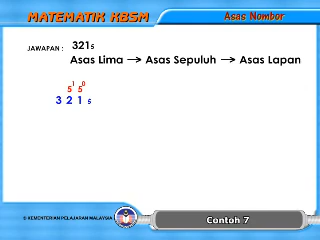 MATEMATIK KBSM
Asas Nombor
JAWAPAN : 321₅
Asas Lima → Asas Sepuluh → Asas Lapan
5¹ 5⁰
3 2 1 ₅
© KEMENTERIAN PELAJARAN MALAYSIA
Contoh 7